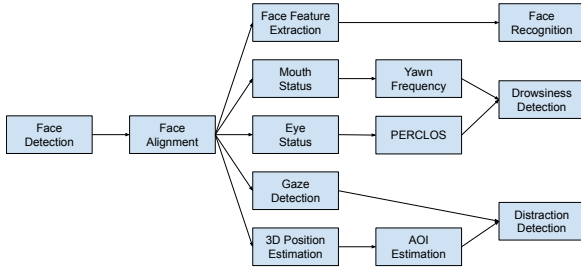 Face Feature
Extraction
Face
Recognition
Mouth
Status
Yawn
Frequency
Drowsiness
Detection
Face
Detection
Face
Alignment
Eye
Status
PERCLOS
Gaze
Detection
Distraction
Detection
3D Position
Estimation
AOI
Estimation